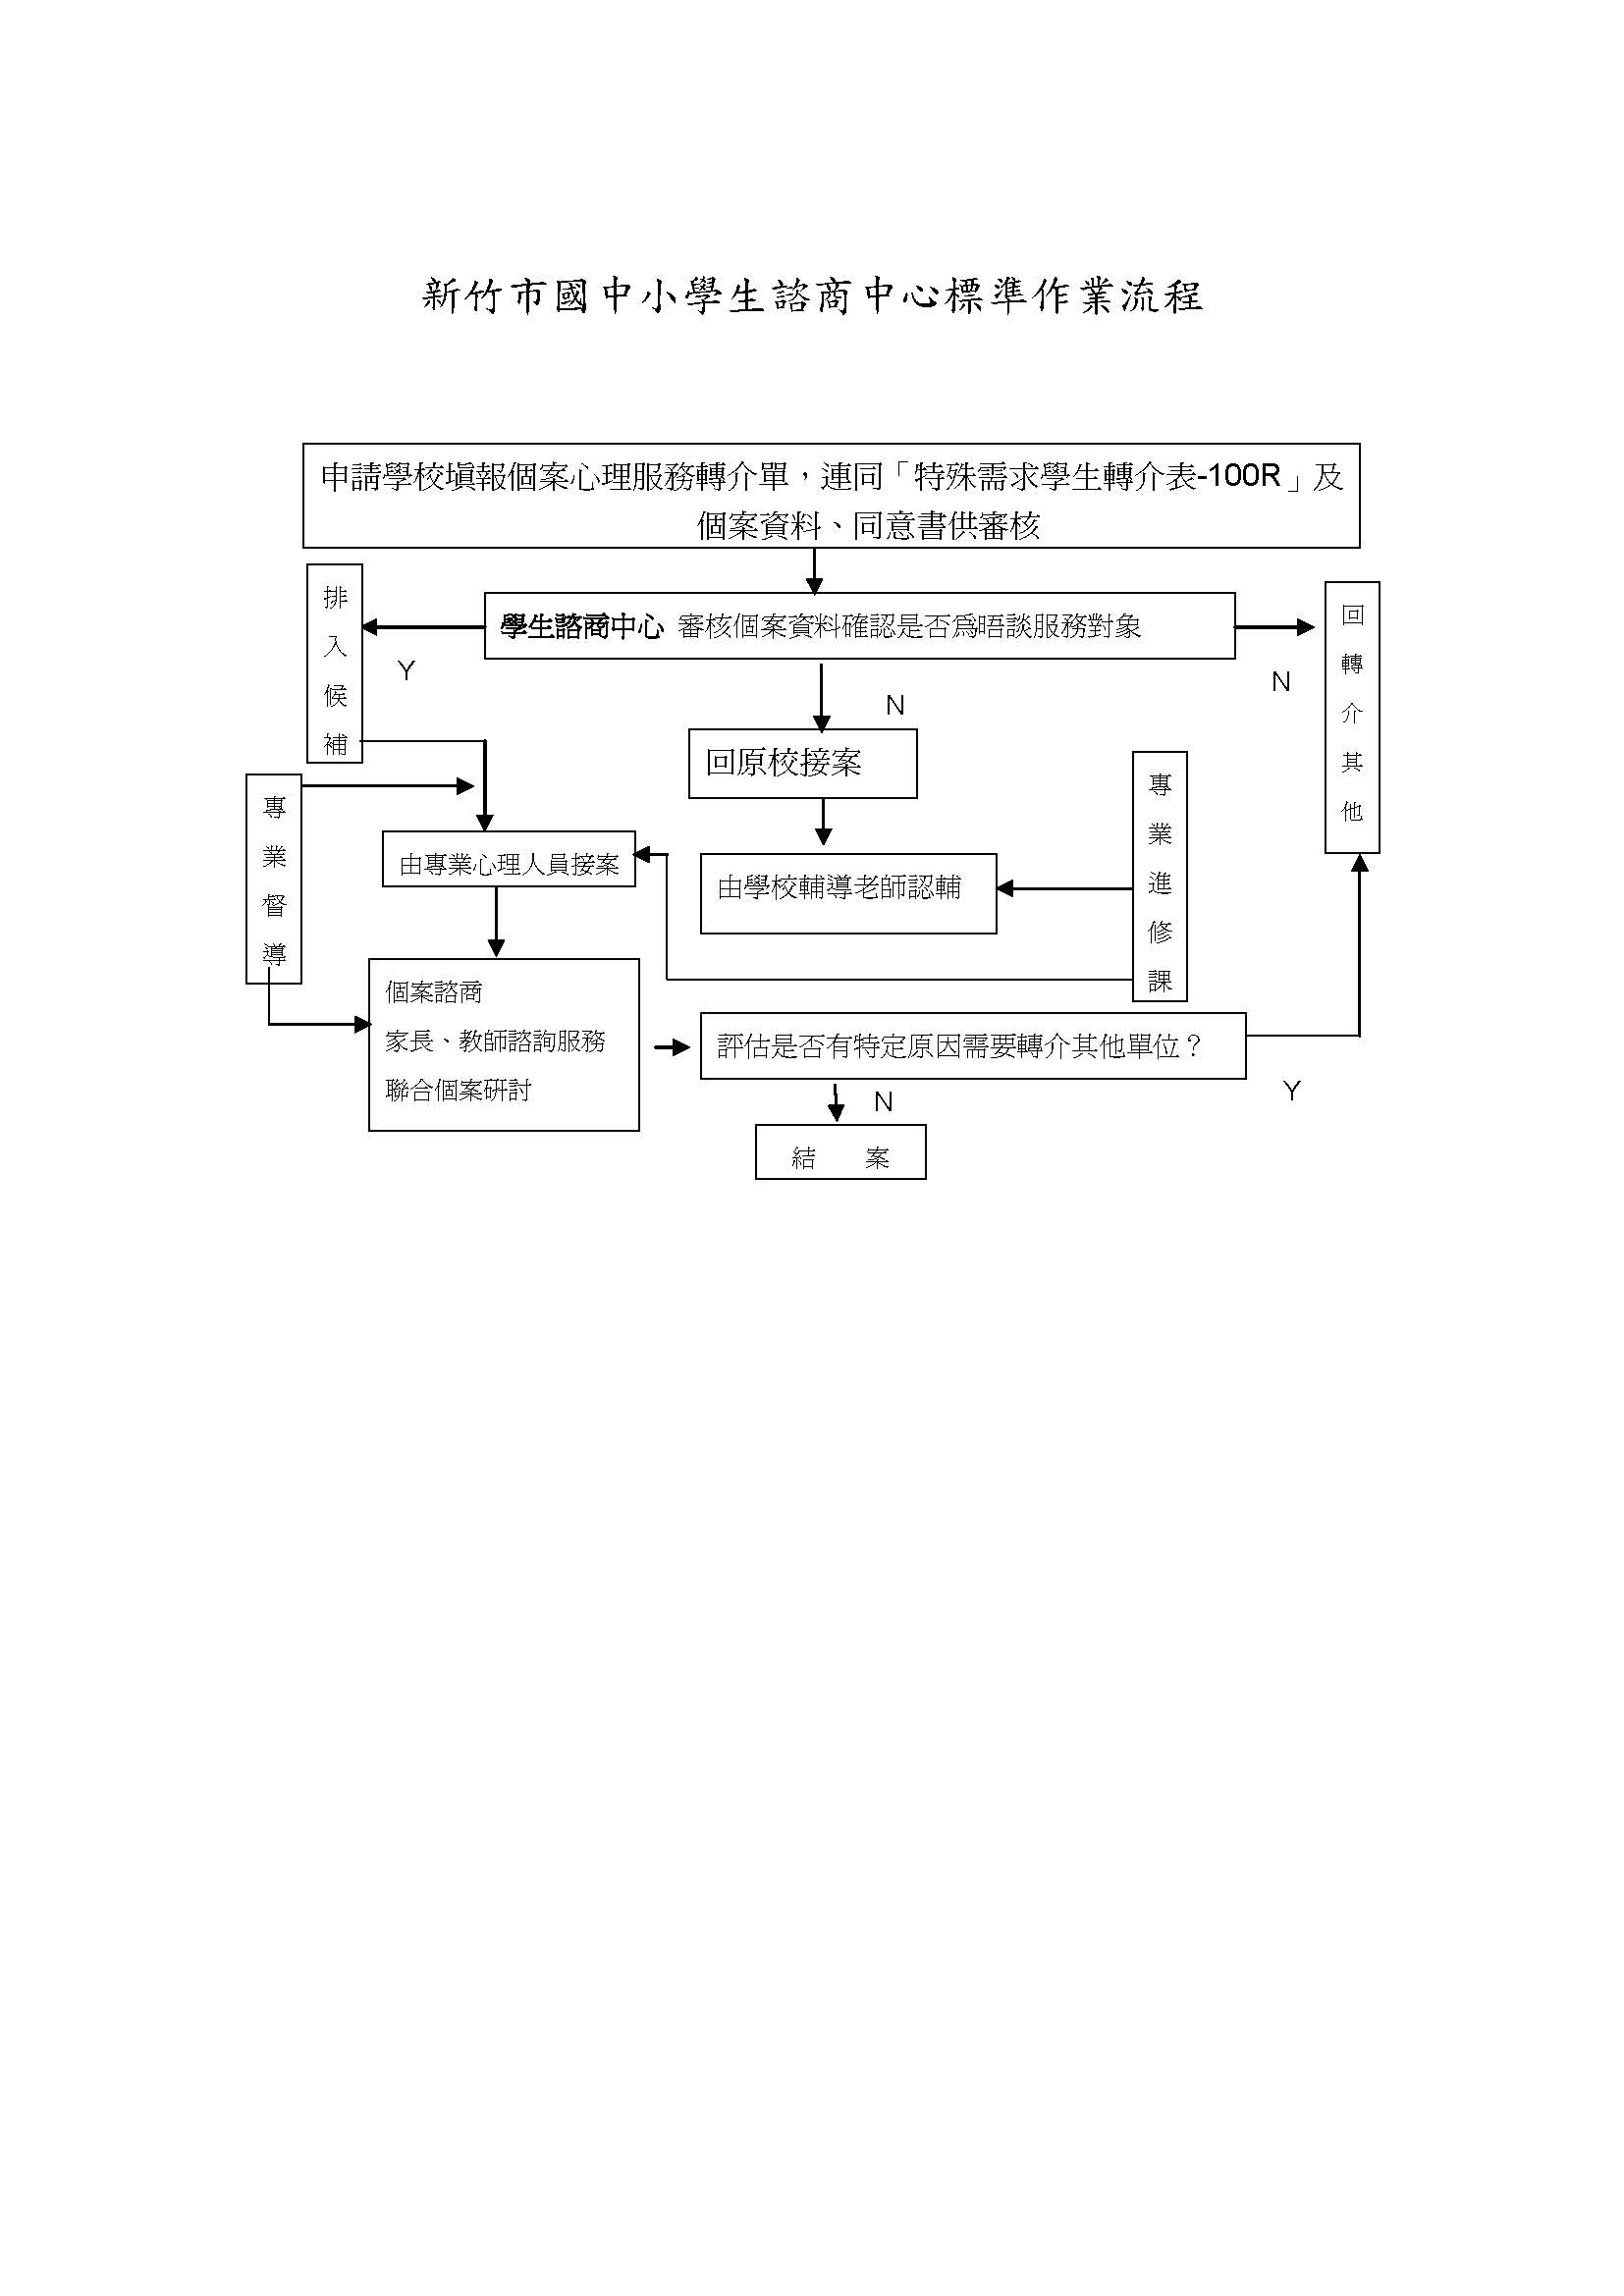 新竹市國中小學生諮商中心標準作業流程
申請學校填報個案心理服務轉介單，連同「特殊需求學生轉介表-100R」及
個案資料、同意書供審核
排入候補
學生諮商中心 審核個案資料確認是否為晤談服務對象
回轉介其他
Y
N
N
回原校接案
專業進修課
專業督導
由專業心理人員接案
由學校輔導老師認輔
個案諮商
家長、教師諮詢服務
聯合個案研討
評估是否有特定原因需要轉介其他單位？
Y
N
結　　案